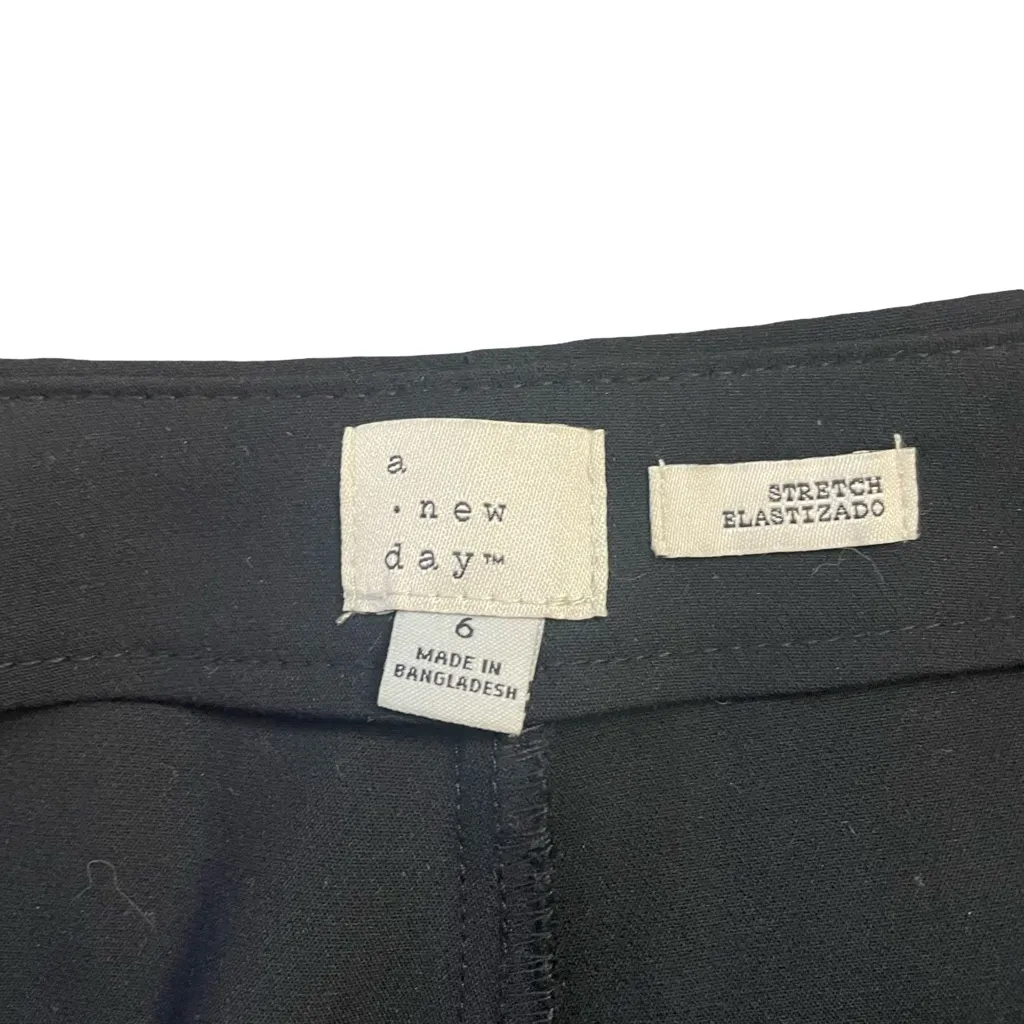 a
·new
day™
6
MADE IN
BANGLADESH
STRETCH
ELASTIZADO